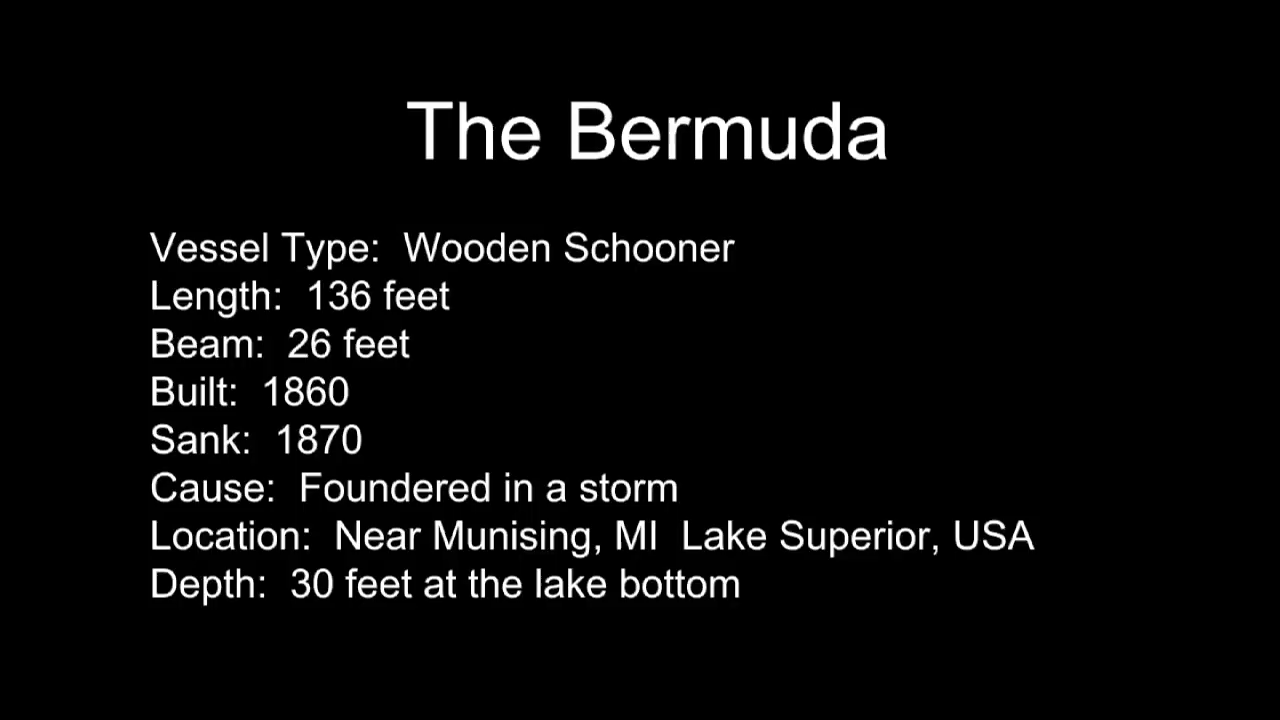 The Bermuda
Vessel Type:  Wooden Schooner
Length:  136 feet
Beam:  26 feet
Built:  1860
Sank:  1870
Cause:  Foundered in a storm
Location:  Near Munising, MI  Lake Superior, USA
Depth:  30 feet at the lake bottom